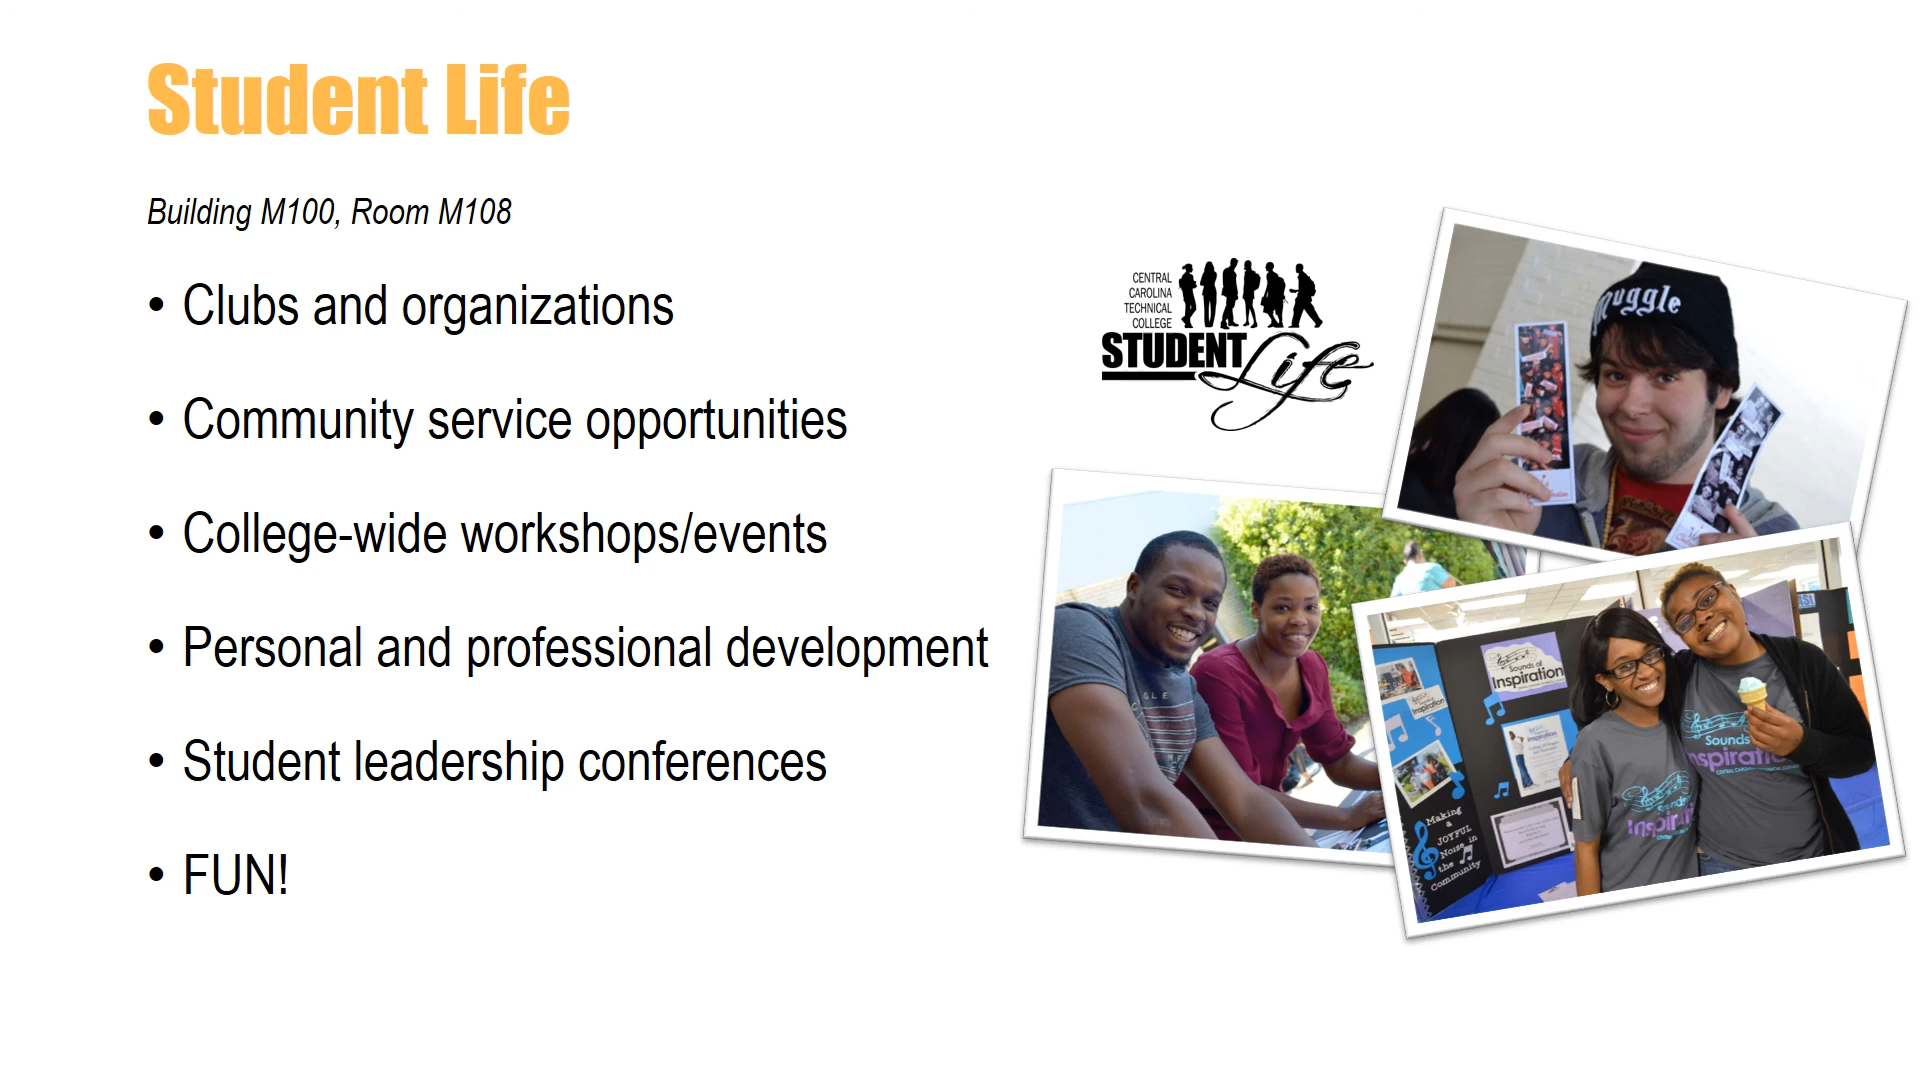 Student Life
Building M100, Room M108
• Clubs and organizations
• Community service opportunities
• College-wide workshops/events
• Personal and professional development
• Student leadership conferences
• FUN!
CENTRAL
CAROLINA
TECHNICAL
COLLEGE
STUDENT Life
muggle
Sounds of
Inspiration
Making
a
JOYFUL
Noise in
the
Community
Sounds
Inspiration